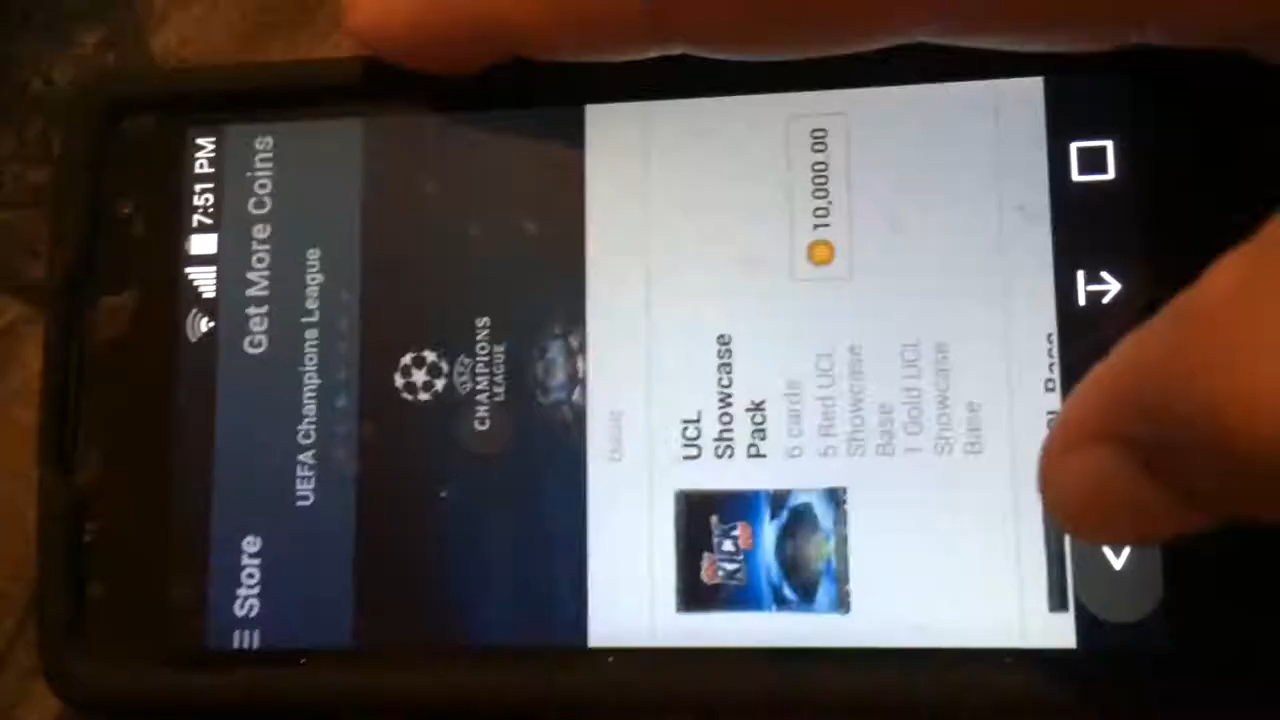 7:51 PM
Store
Get More Coins
UEFA Champions League
CHAMPIONS
LEAGUE
UCL
Showcase
Pack
6 cards
5 Red UCL
Showcase
Base
1 Gold UCL
Showcase
Base
10,000.00
KICK